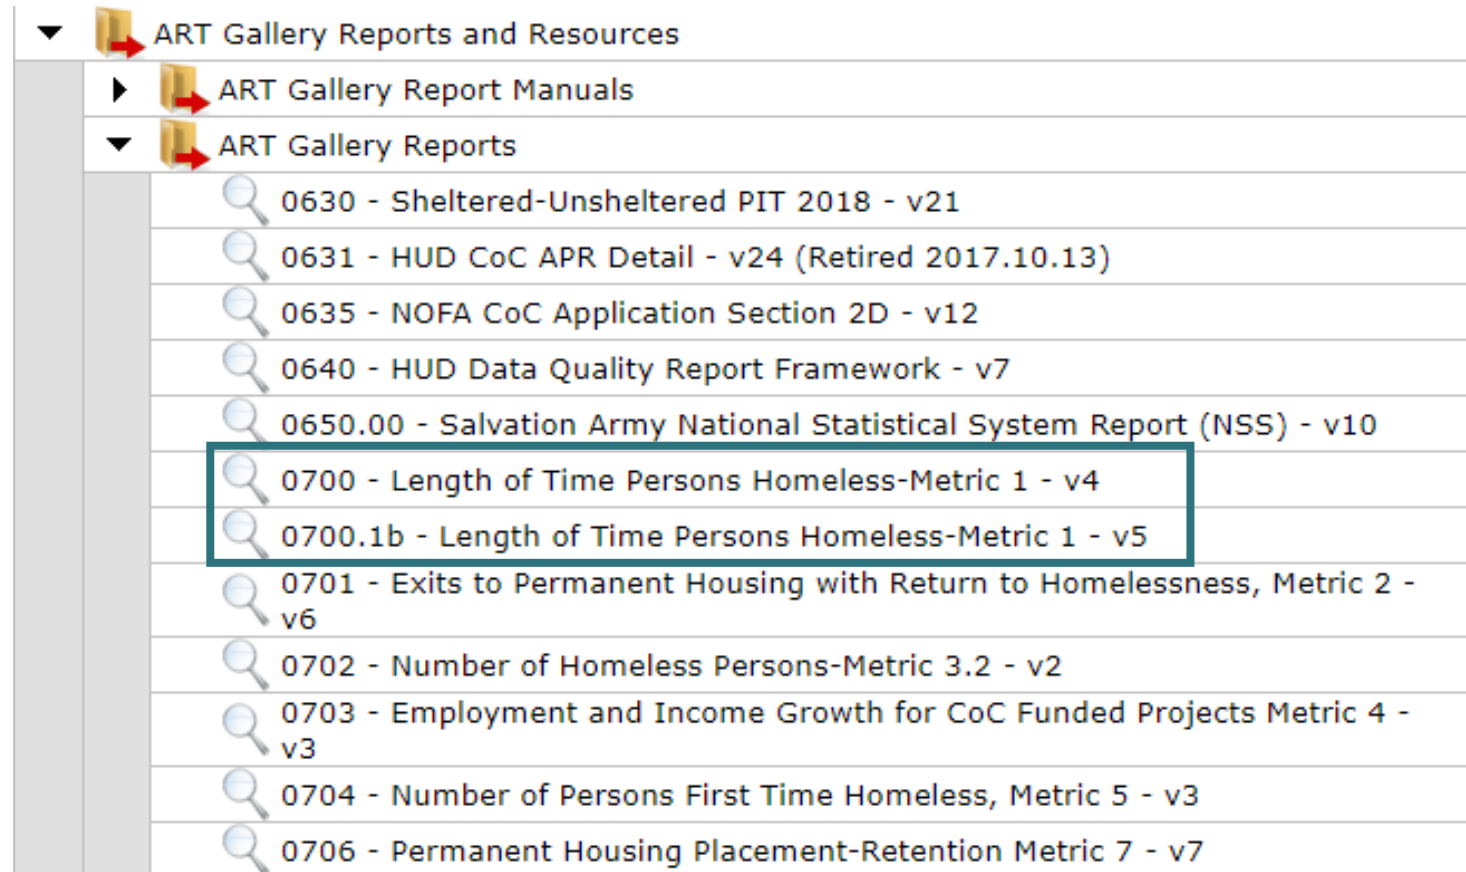 ART Gallery Reports and Resources
ART Gallery Report Manuals
ART Gallery Reports
0630 - Sheltered-Unsheltered PIT 2018 - v21
0631 - HUD CoC APR Detail - v24 (Retired 2017.10.13)
0635 - NOFA CoC Application Section 2D - v12
0640 - HUD Data Quality Report Framework - v7
0650.00 - Salvation Army National Statistical System Report (NSS) - v10
0700 - Length of Time Persons Homeless-Metric 1 - v4
0700.1b - Length of Time Persons Homeless-Metric 1 - v5
0701 - Exits to Permanent Housing with Return to Homelessness, Metric 2 -
v6
0702 - Number of Homeless Persons-Metric 3.2 - v2
0703 - Employment and Income Growth for CoC Funded Projects Metric 4 -
v3
0704 - Number of Persons First Time Homeless, Metric 5 - v3
0706 - Permanent Housing Placement-Retention Metric 7 - v7